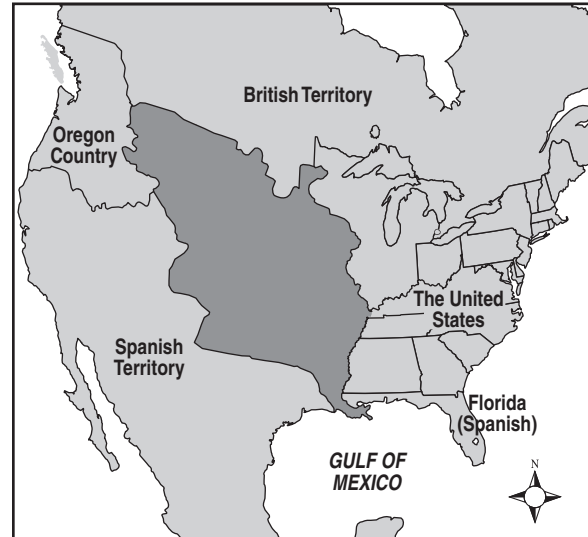 British Territory
Oregon
Country
The United
States
Spanish
Territory
Florida
(Spanish)
GULF OF
MEXICO
N